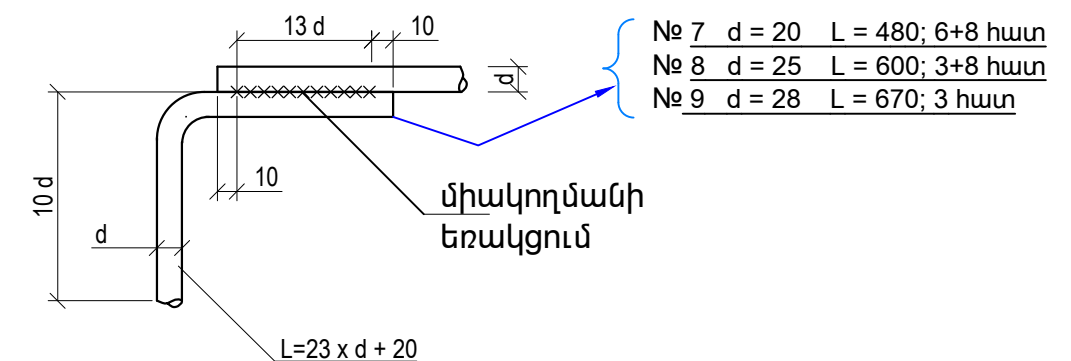 13 d
10
№ 7 d = 20 L = 480; 6+8 հատ
№ 8 d = 25 L = 600; 3+8 հատ
№ 9 d = 28 L = 670; 3 հատ
d
10
10 d
d
միակողմանի
եռակցում
L=23 x d + 20